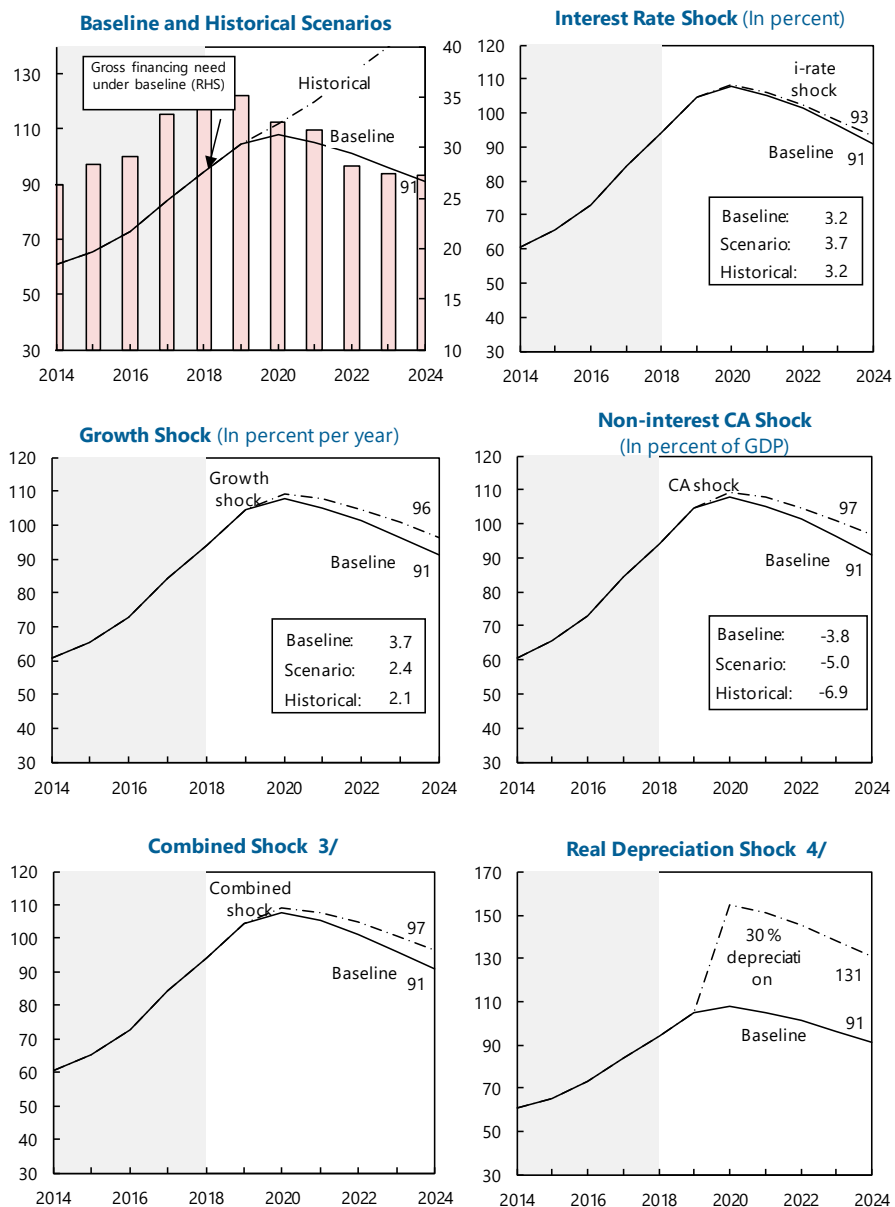 Baseline and Historical Scenarios
130
110
90
70
50
30
40
35
30
25
20
15
10
Gross financing need
under baseline (RHS)
Historical
Baseline
91
2014 2016 2018 2020 2022 2024
Interest Rate Shock (In percent)
120
110
100
90
80
70
60
50
40
30
i-rate
shock
93
Baseline
91
Baseline: 3.2
Scenario: 3.7
Historical: 3.2
2014 2016 2018 2020 2022 2024
Growth Shock (In percent per year)
120
110
100
90
80
70
60
50
40
30
Growth
shock
96
Baseline
91
Baseline: 3.7
Scenario: 2.4
Historical: 2.1
2014 2016 2018 2020 2022 2024
Non-interest CA Shock
(In percent of GDP)
120
110
100
90
80
70
60
50
40
30
CA shock
97
Baseline
91
Baseline: -3.8
Scenario: -5.0
Historical: -6.9
2014 2016 2018 2020 2022 2024
Combined Shock 3/
120
110
100
90
80
70
60
50
40
30
Combined
shock
97
Baseline
91
2014 2016 2018 2020 2022 2024
Real Depreciation Shock 4/
170
150
130
110
90
70
50
30
30%
depreciati
on
131
91
Baseline
2014 2016 2018 2020 2022 2024